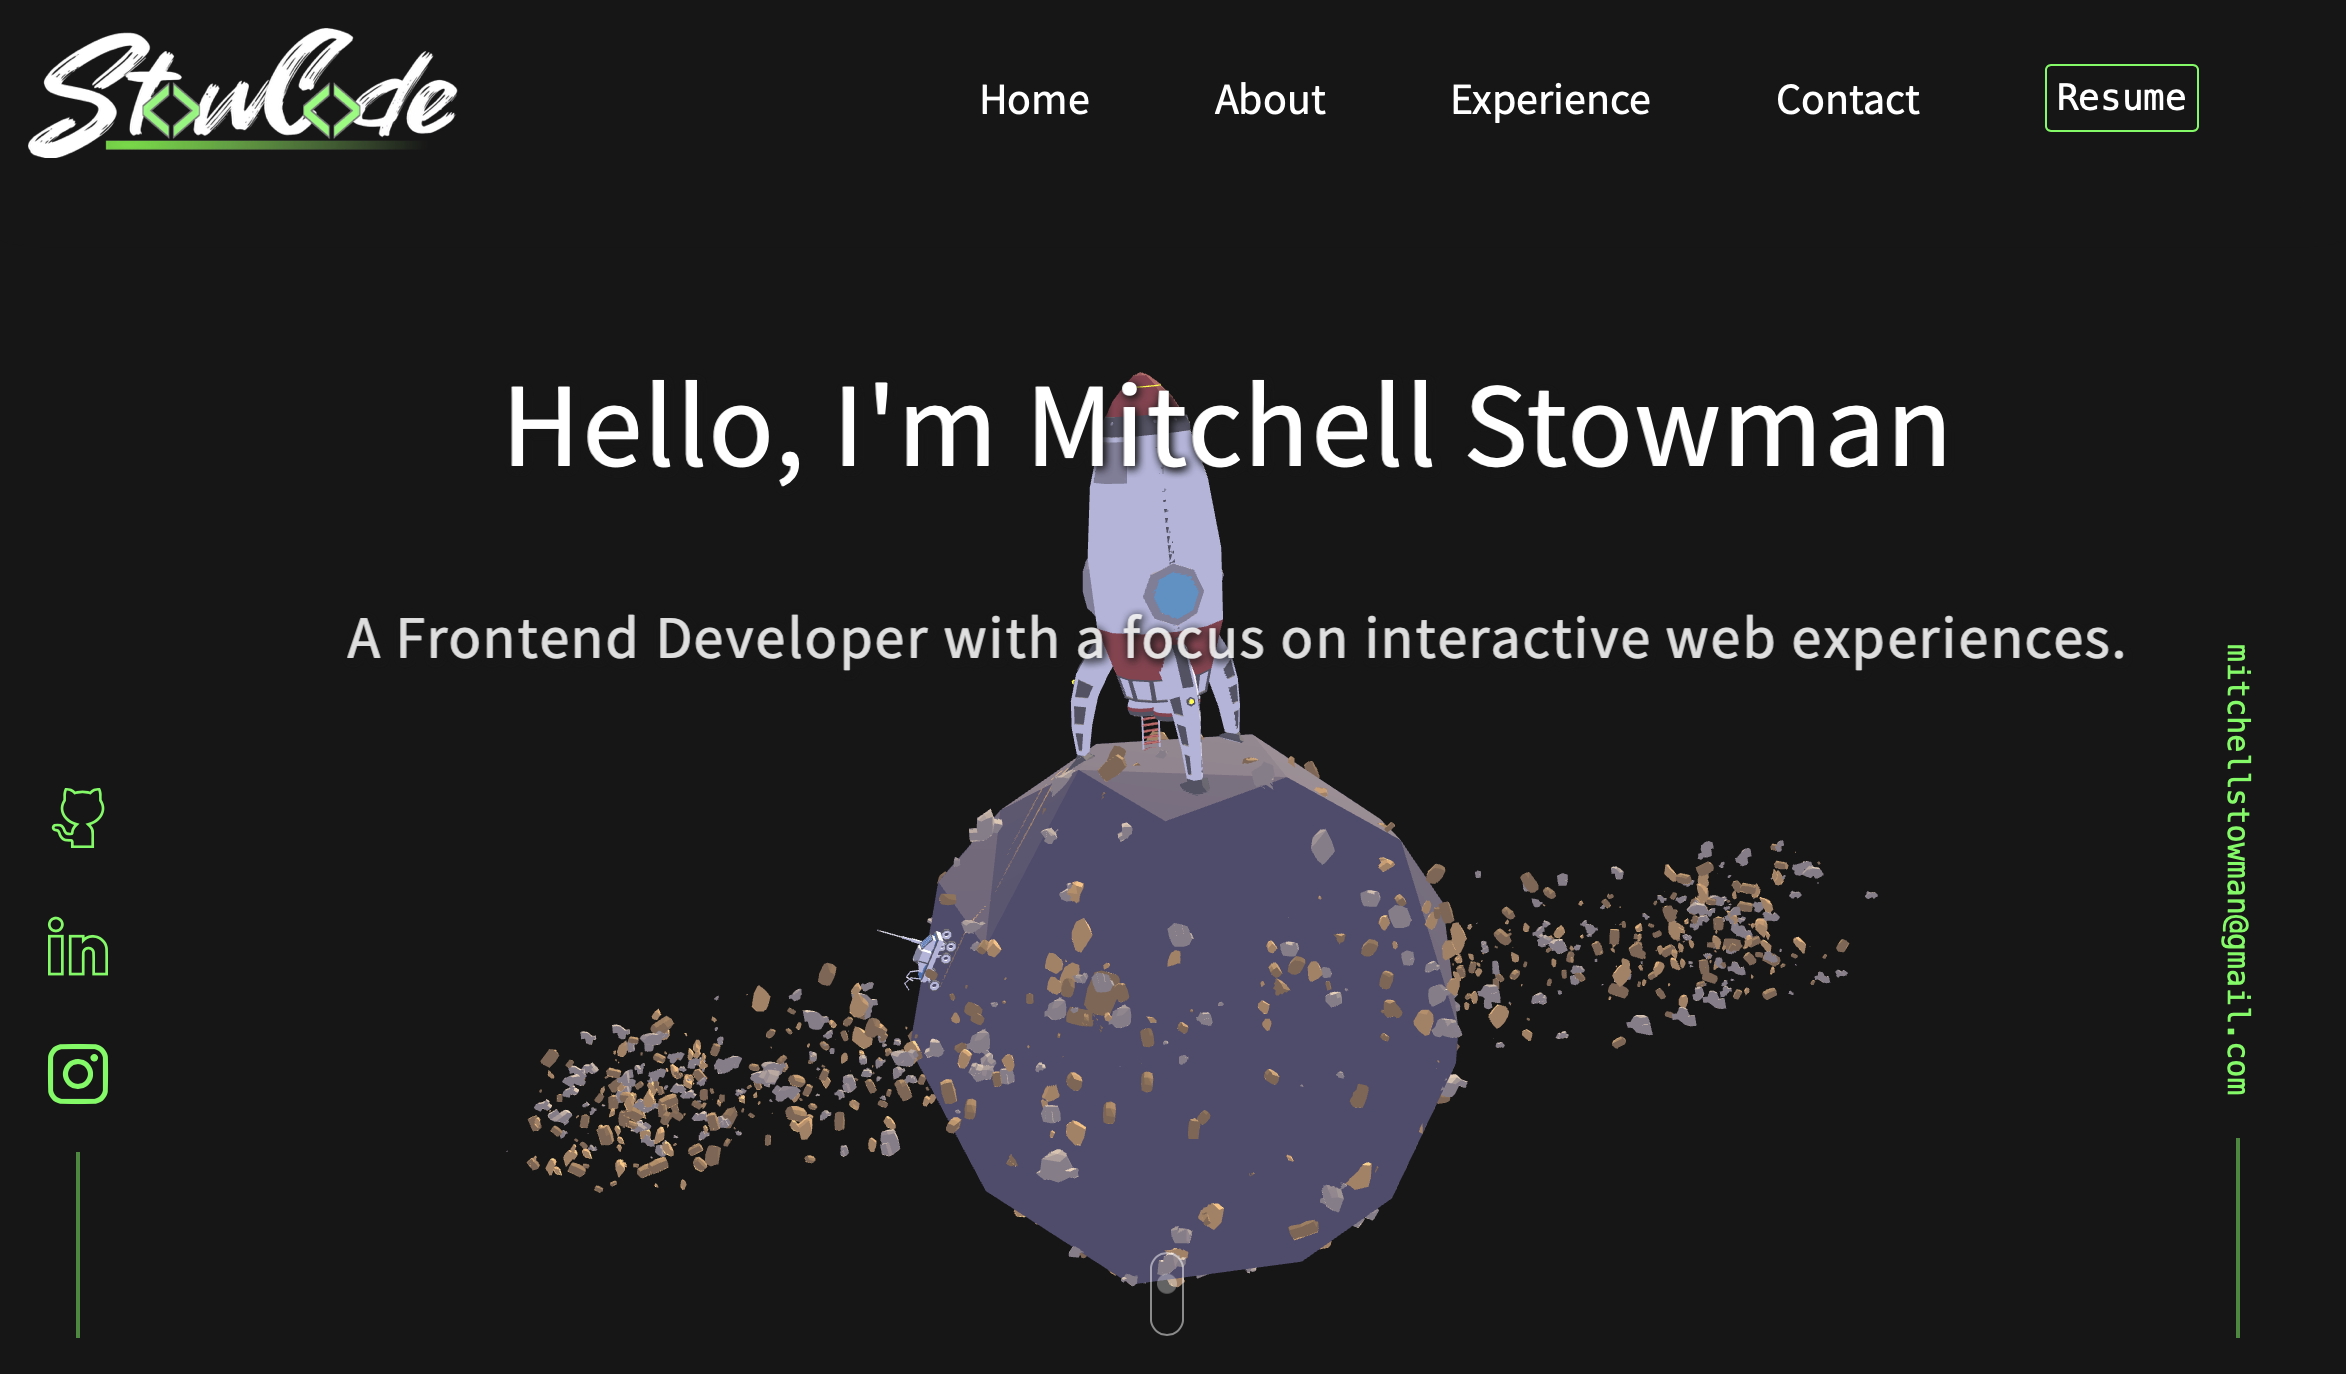 StowCode
Home
About
Experience
Contact
Resume
Hello, I'm Mitchell Stowman
A Frontend Developer with a focus on interactive web experiences.
in
mitchellstowman@gmail.com